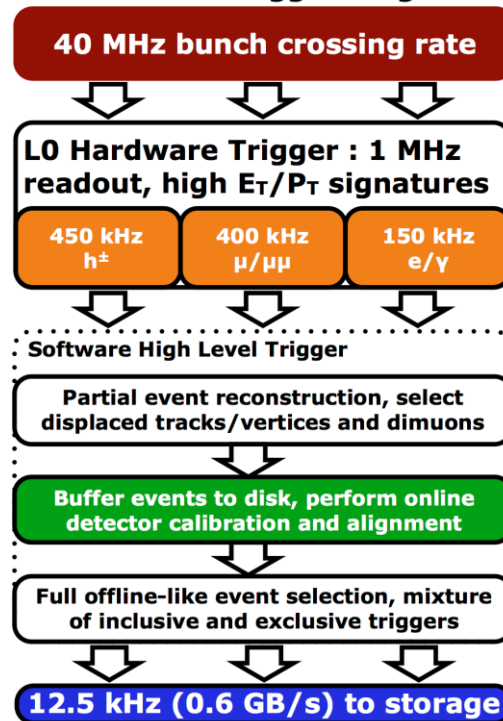 40 MHz bunch crossing rate
L0 Hardware Trigger : 1 MHz
readout, high E_T/P_T signatures
450 kHz
h±
400 kHz
μ/μμ
150 kHz
e/γ
Software High Level Trigger
Partial event reconstruction, select
displaced tracks/vertices and dimuons
Buffer events to disk, perform online
detector calibration and alignment
Full offline-like event selection, mixture
of inclusive and exclusive triggers
12.5 kHz (0.6 GB/s) to storage